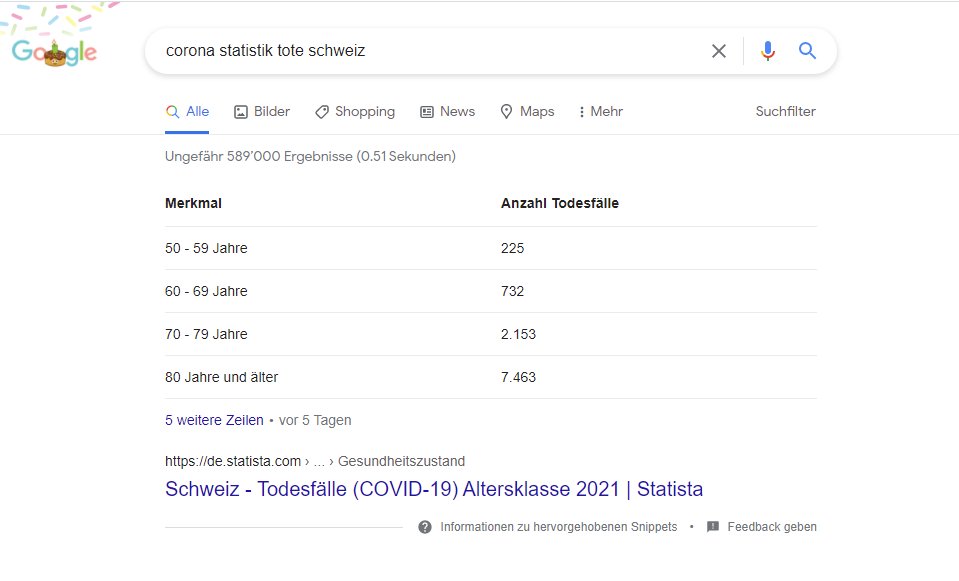 Google
corona statistik tote schweiz
Alle Bilder Shopping News Maps Mehr Suchfilter
Ungefähr 589'000 Ergebnisse (0.51 Sekunden)
Merkmal Anzahl Todesfälle
50 - 59 Jahre 225
60 - 69 Jahre 732
70 - 79 Jahre 2.153
80 Jahre und älter 7.463
5 weitere Zeilen • vor 5 Tagen
https://de.statista.com › ... › Gesundheitszustand
Schweiz - Todesfälle (COVID-19) Altersklasse 2021 | Statista
Informationen zu hervorgehobenen Snippets • Feedback geben